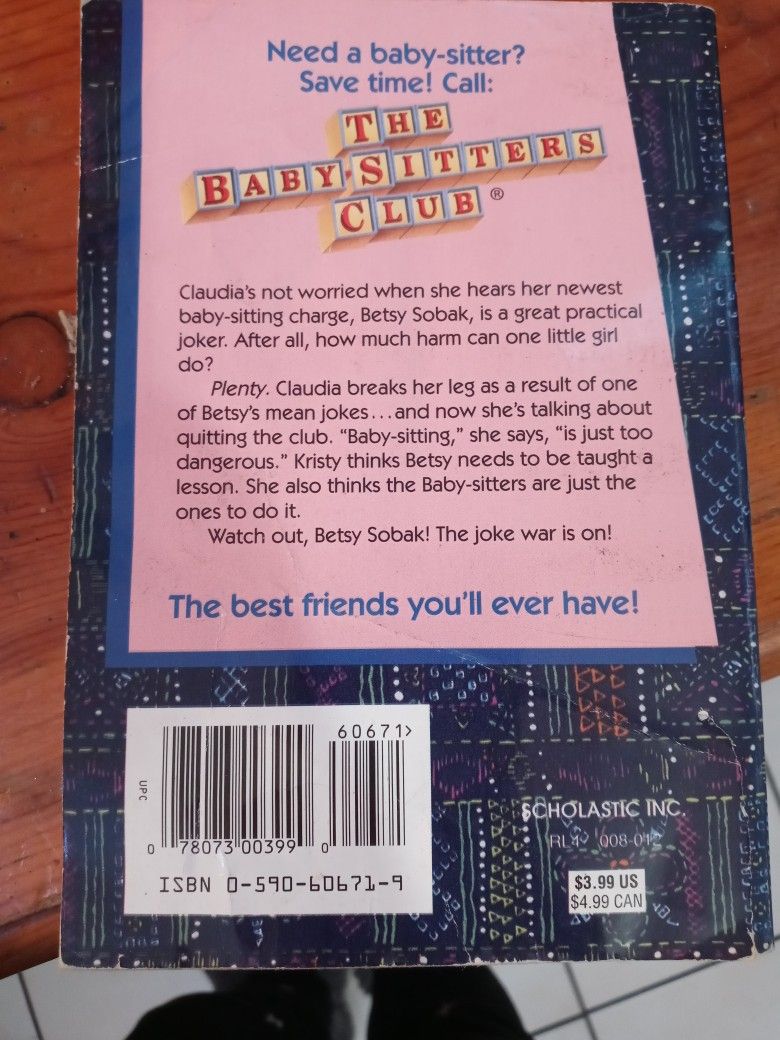 Need a baby-sitter?
Save time! Call:
THE
BABY-SITTERS
CLUB®
Claudia's not worried when she hears her newest
baby-sitting charge, Betsy Sobak, is a great practical
joker. After all, how much harm can one little girl
do?
Plenty. Claudia breaks her leg as a result of one
of Betsy's mean jokes...and now she's talking about
quitting the club. “Baby-sitting,” she says, “is just too
dangerous.” Kristy thinks Betsy needs to be taught a
lesson. She also thinks the Baby-sitters are just the
ones to do it.
Watch out, Betsy Sobak! The joke war is on!
The best friends you'll ever have!
60671>
UPC
0 78073 00399 0
ISBN 0-590-60671-9
SCHOLASTIC INC.
RL4
$3.99 US
$4.99 CAN